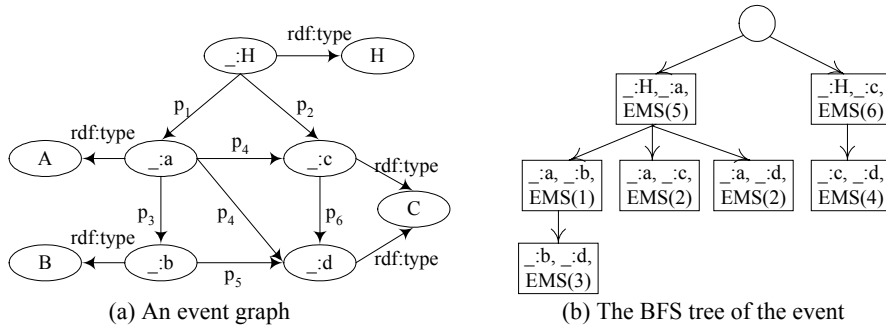 _:H
rdf:type
H
p1
p2
A
rdf:type
_:a
p4
_:c
rdf:type
C
p3
p4
p6
B
rdf:type
_:b
p5
_:d
rdf:type
(a) An event graph
_:H,_:a,
EMS(5)
_:H,_:c,
EMS(6)
_:a, _:b,
EMS(1)
_:a, _:c,
EMS(2)
_:a, _:d,
EMS(2)
_:c, _:d,
EMS(4)
_:b, _:d,
EMS(3)
(b) The BFS tree of the event